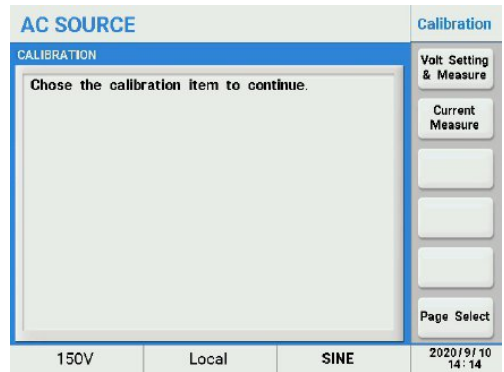 AC SOURCE
Calibration
CALIBRATION
Chose the calibration item to continue.
Volt Setting
& Measure
Current
Measure
Page Select
150V
Local
SINE
2020/9/10
14:14